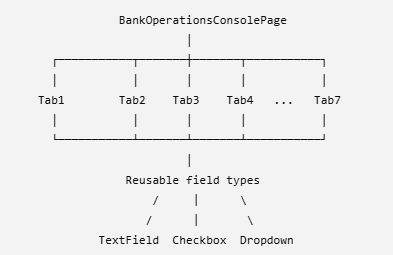 BankOperationsConsolePage
Tab1 Tab2 Tab3 Tab4 ... Tab7
Reusable field types
TextField Checkbox Dropdown